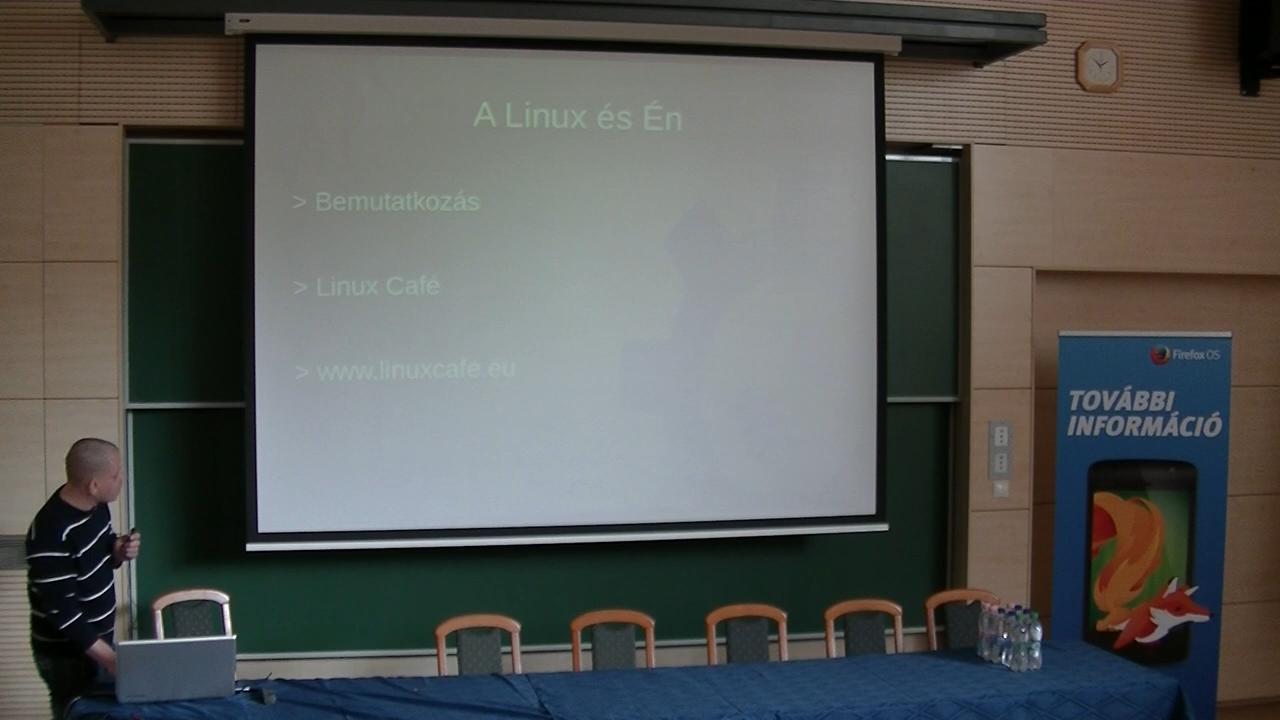 A Linux és Én
> Bemutatkozás
> Linux Café
> www.linuxcafe.eu
Firefox OS
TOVÁBBI
INFORMÁCIÓ